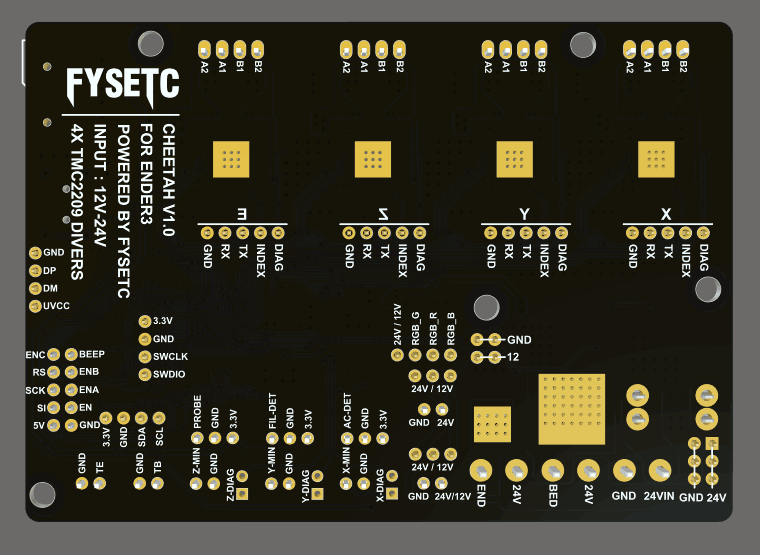 A2 A1 B1 B2
A2 A1 B1 B2
A2 A1 B1 B2
A2 A1 B1 B2
FYSETC
CHEETAH V1.0
FOR ENDER3
POWERED BY FYSETC
INPUT : 12V-24V
4X TMC2209 DIVERS
E
GND RX TX INDEX DIAG
Z
GND RX TX INDEX DIAG
Y
GND RX TX INDEX DIAG
X
GND RX TX INDEX DIAG
GND
DP
DM
UVCC
3.3V
GND
SWCLK
SWDIO
24V / 12V RGB_G RGB_R RGB_B
24V / 12V
GND
12
GND 24V
24V / 12V
GND 24V/12V
ENC BEEP
RS ENB
SCK ENA
SI EN
5V GND
3.3V GND SDA SCL
GND TE
GND TB
PROBE GND 3.3V
Z-MIN GND
Z-DIAG
FIL-DET GND 3.3V
Y-MIN GND
Y-DIAG
AC-DET GND 3.3V
X-MIN GND
X-DIAG
END 24V BED 24V GND 24VIN
GND 24V